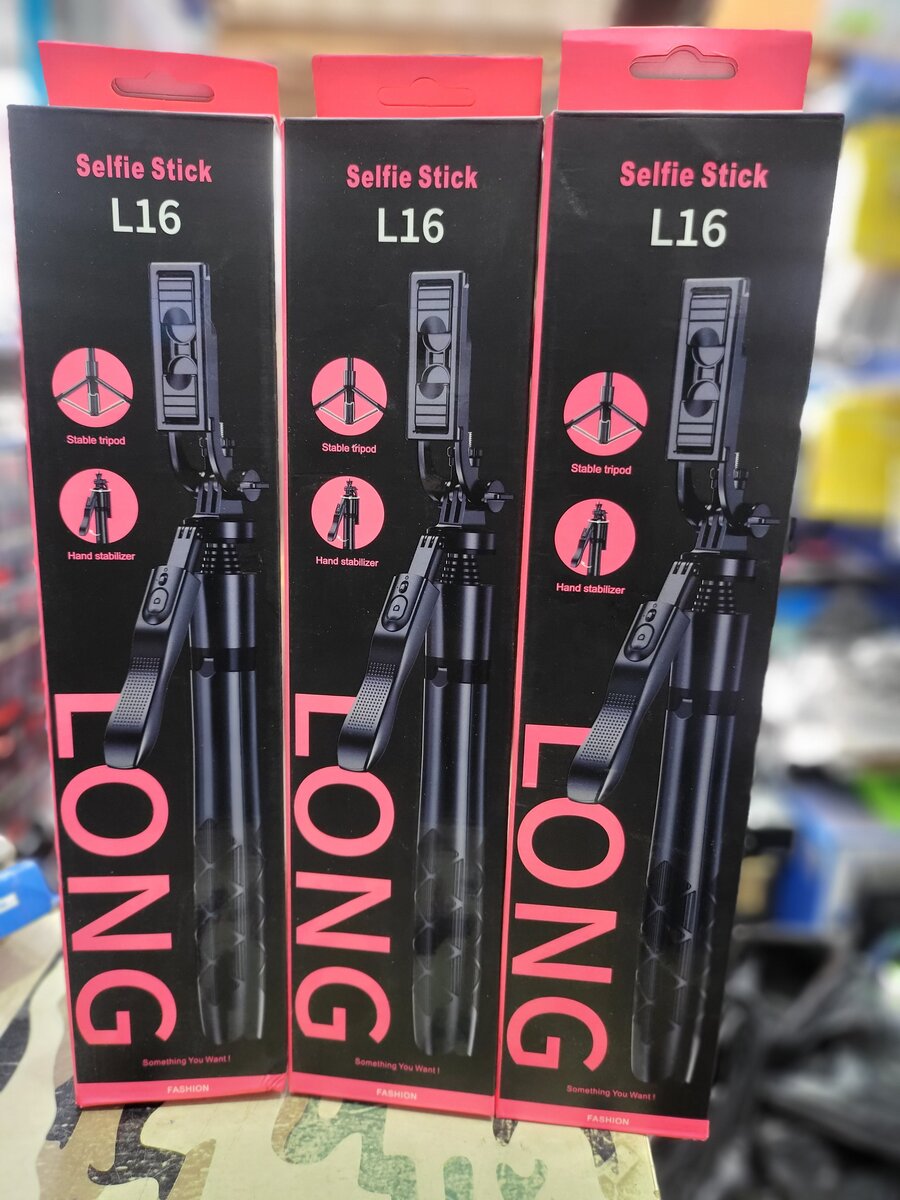 Selfie Stick
L16
Stable tripod
Hand stabilizer
LONG
Something You Want !
FASHION
Selfie Stick
L16
Stable tripod
Hand stabilizer
LONG
Something You Want !
FASHION
Selfie Stick
L16
Stable tripod
Hand stabilizer
LONG
Something You Want !
FASHION